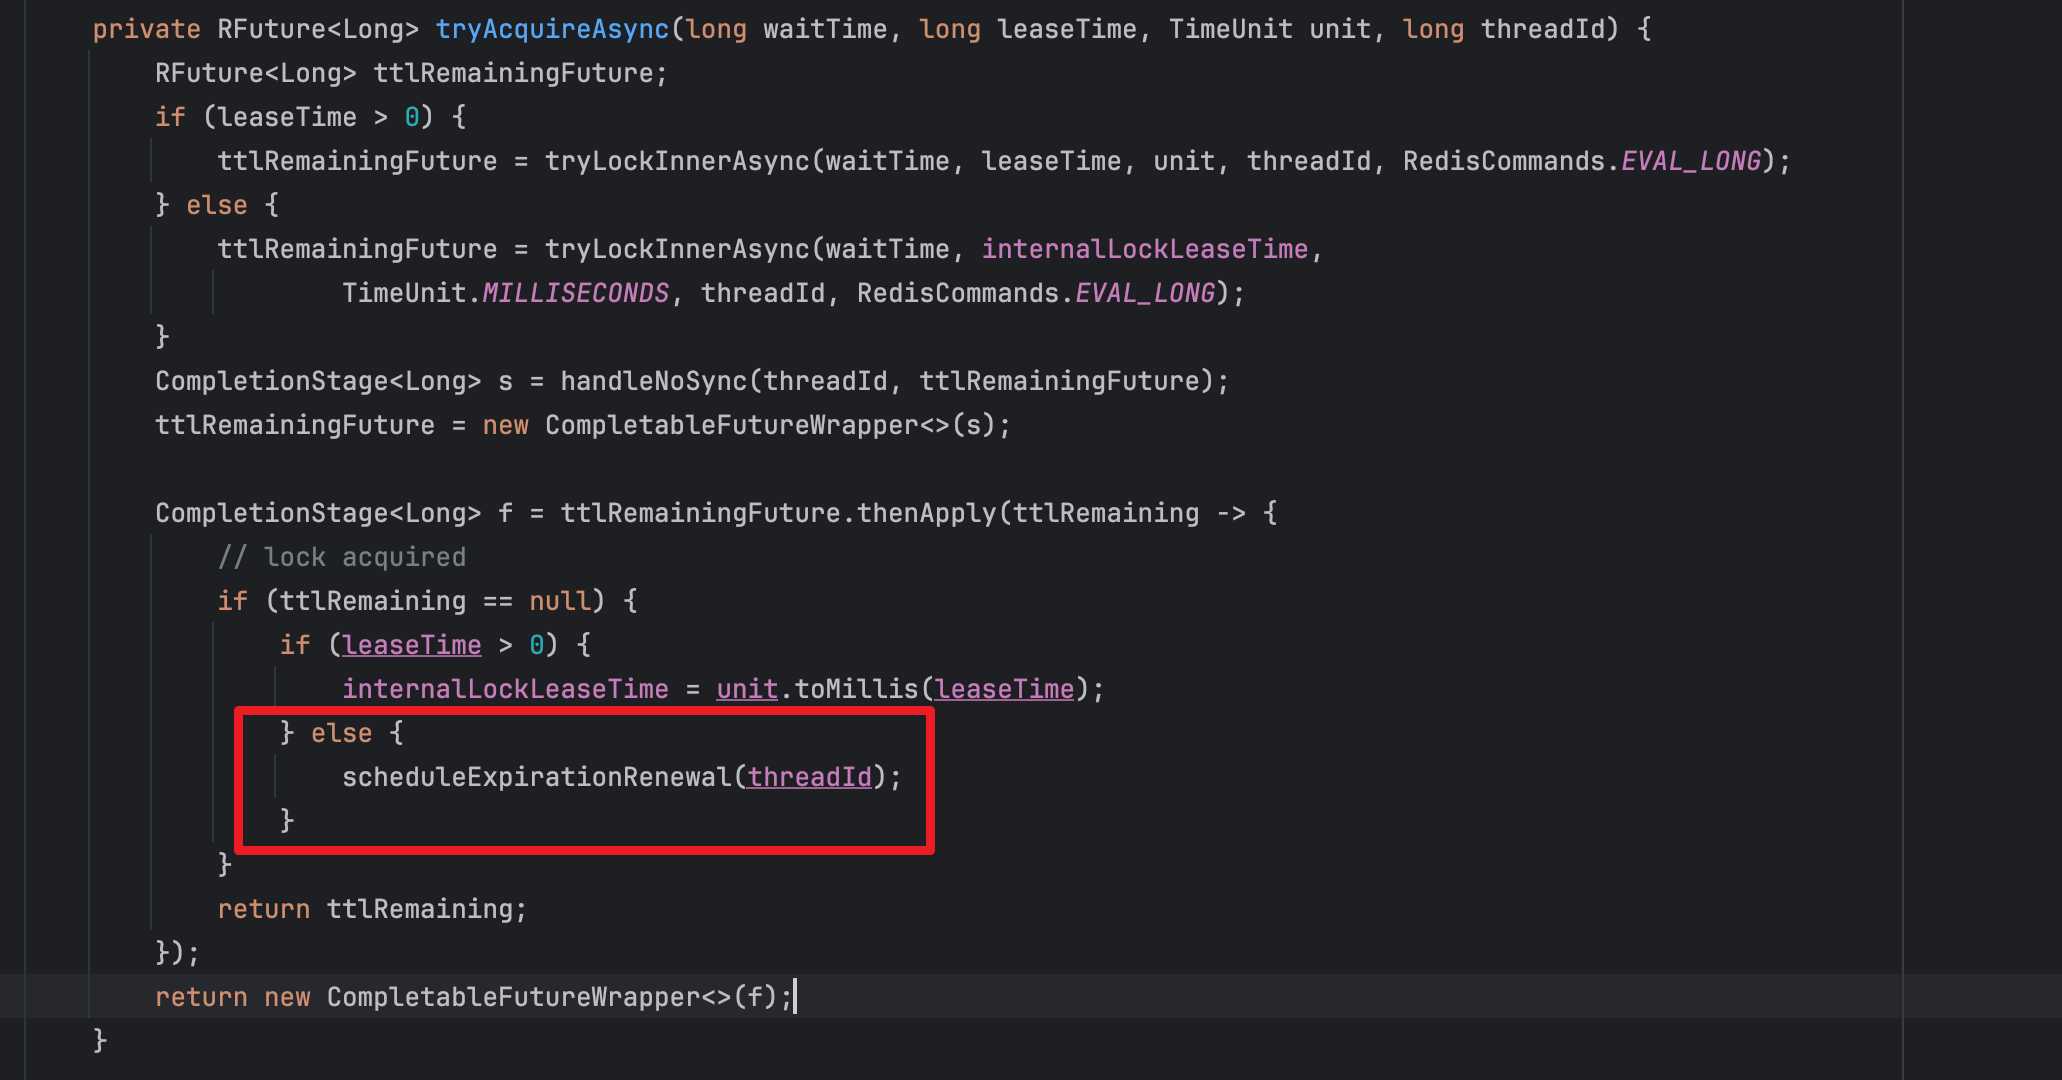 private RFuture<Long> tryAcquireAsync(long waitTime, long leaseTime, TimeUnit unit, long threadId) {
    RFuture<Long> ttlRemainingFuture;
    if (leaseTime > 0) {
        ttlRemainingFuture = tryLockInnerAsync(waitTime, leaseTime, unit, threadId, RedisCommands.EVAL_LONG);
    } else {
        ttlRemainingFuture = tryLockInnerAsync(waitTime, internalLockLeaseTime,
                TimeUnit.MILLISECONDS, threadId, RedisCommands.EVAL_LONG);
    }
    CompletionStage<Long> s = handleNoSync(threadId, ttlRemainingFuture);
    ttlRemainingFuture = new CompletableFutureWrapper<>(s);

    CompletionStage<Long> f = ttlRemainingFuture.thenApply(ttlRemaining -> {
        // lock acquired
        if (ttlRemaining == null) {
            if (leaseTime > 0) {
                internalLockLeaseTime = unit.toMillis(leaseTime);
            } else {
                scheduleExpirationRenewal(threadId);
            }
        }
        return ttlRemaining;
    });
    return new CompletableFutureWrapper<>(f);
}